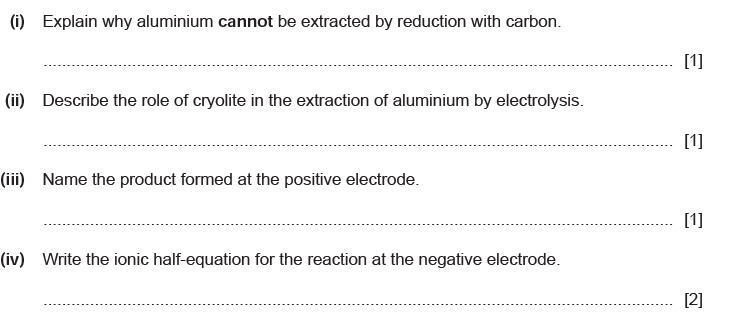 (i) Explain why aluminium cannot be extracted by reduction with carbon.
.................................................................................................................................................. [1]
(ii) Describe the role of cryolite in the extraction of aluminium by electrolysis.
.................................................................................................................................................. [1]
(iii) Name the product formed at the positive electrode.
.................................................................................................................................................. [1]
(iv) Write the ionic half-equation for the reaction at the negative electrode.
.................................................................................................................................................. [2]